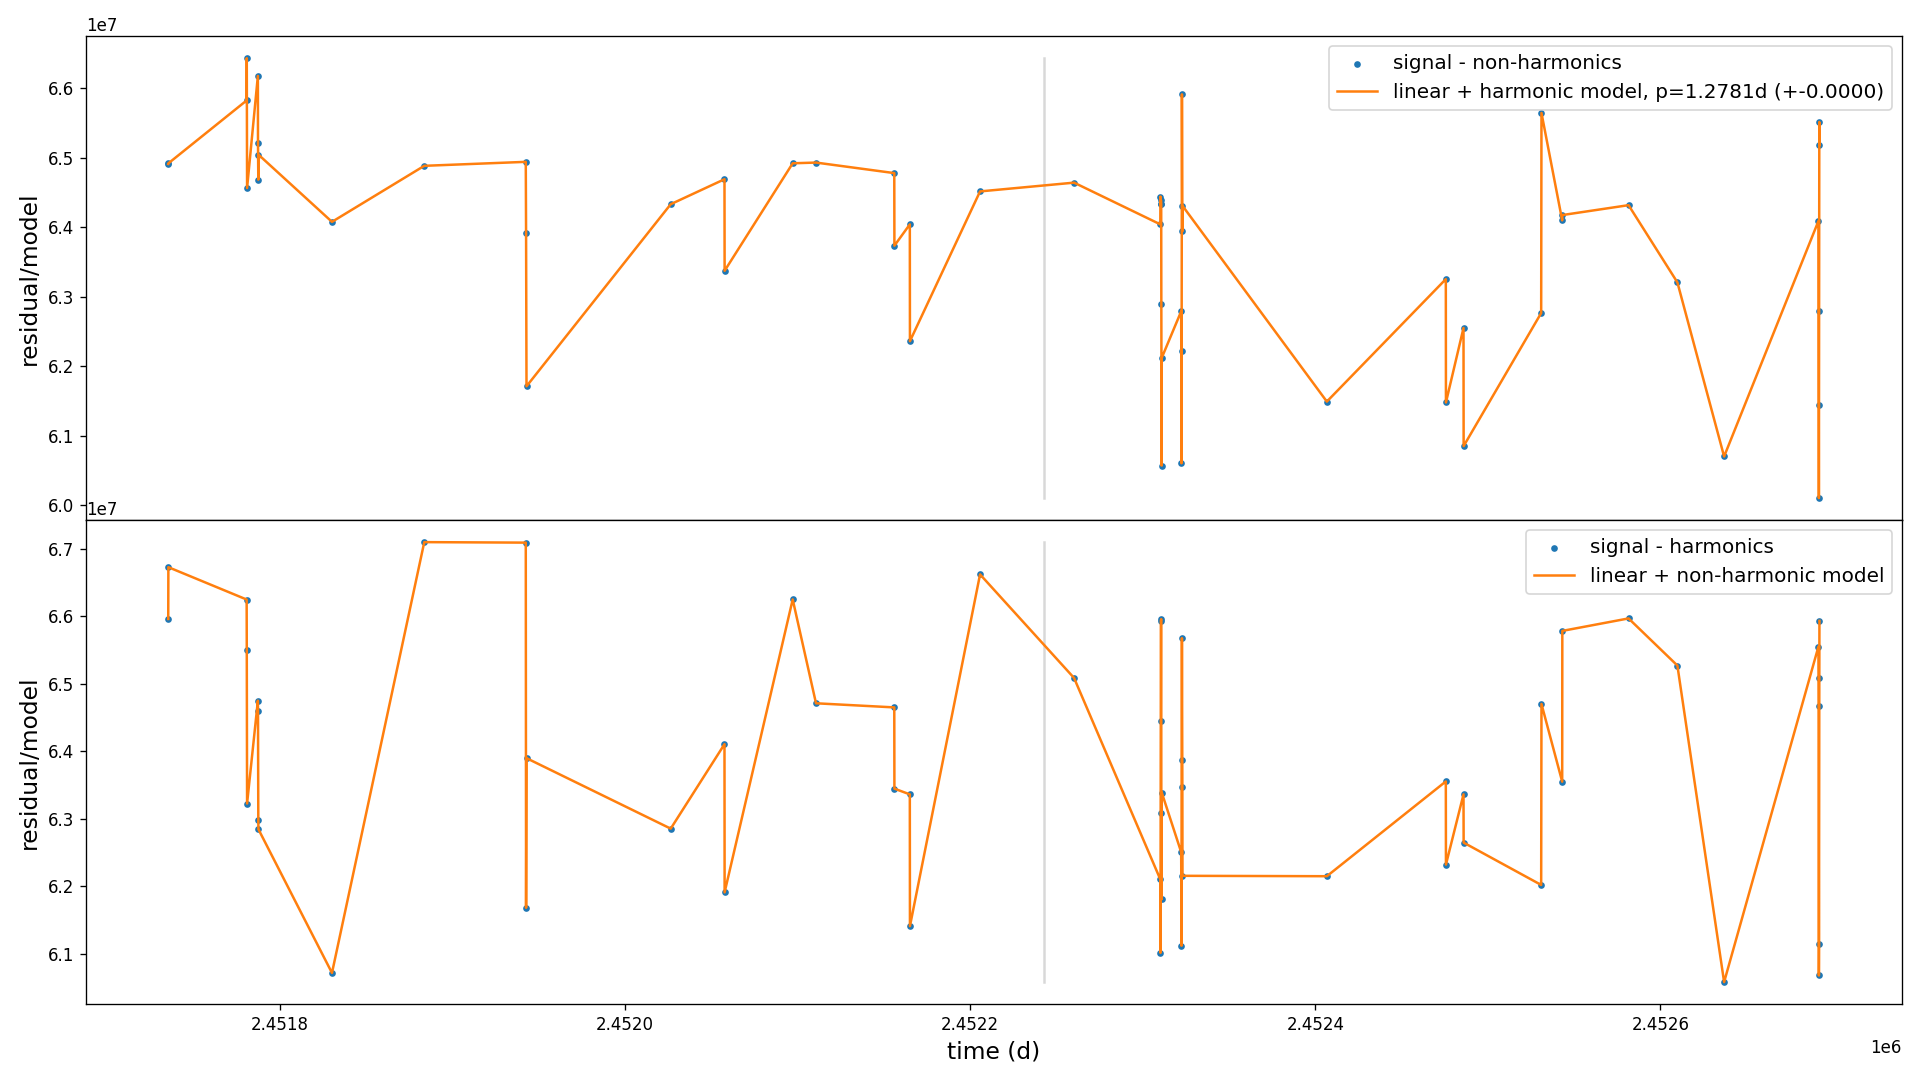 1e7
signal - non-harmonics
linear + harmonic model, p=1.2781d (+-0.0000)
6.6
6.5
6.4
6.3
6.2
6.1
6.0
residual/model
1e7
signal - harmonics
linear + non-harmonic model
6.7
6.6
6.5
6.4
6.3
6.2
6.1
residual/model
2.4518 2.4520 2.4522 2.4524 2.4526
time (d)
1e6